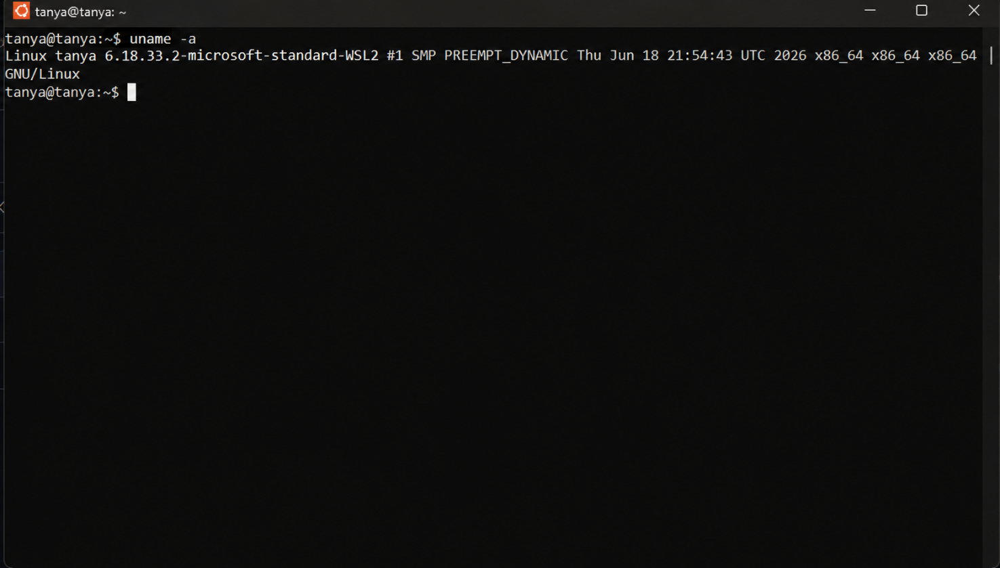 tanya@tanya: ~
tanya@tanya:~$ uname -a
Linux tanya 6.18.33.2-microsoft-standard-WSL2 #1 SMP PREEMPT_DYNAMIC Thu Jun 18 21:54:43 UTC 2026 x86_64 x86_64 x86_64
GNU/Linux
tanya@tanya:~$